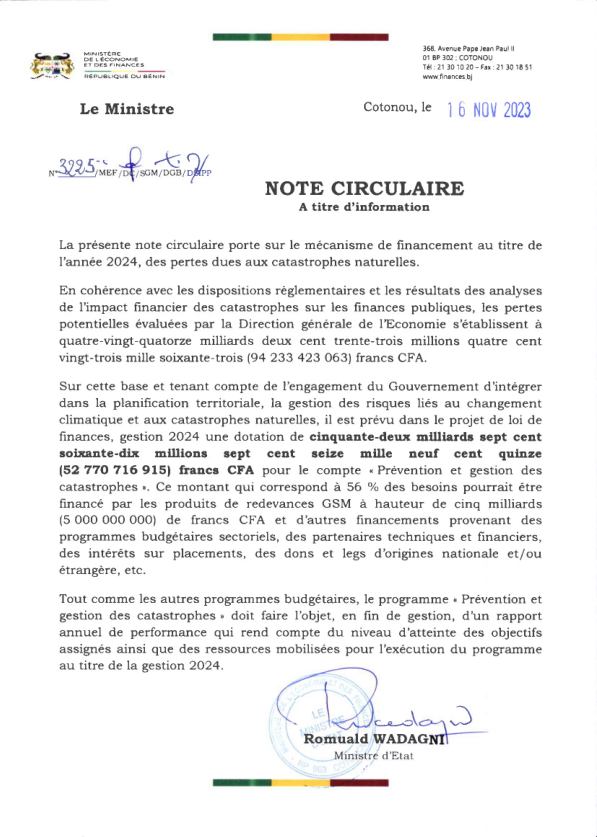 MINISTÈRE
DE L'ÉCONOMIE
ET DES FINANCES
RÉPUBLIQUE DU BÉNIN
368, Avenue Pape Jean Paul II
01 BP 302 ; COTONOU
Tél : 21 30 10 20 – Fax : 21 30 18 51
www.finances.bj
Le Ministre
Cotonou, le 16 NOV 2023
N° 3225/MEF/DC/SGM/DGB/
NOTE CIRCULAIRE
A titre d'information
La présente note circulaire porte sur le mécanisme de financement au titre de
l'année 2024, des pertes dues aux catastrophes naturelles.
En cohérence avec les dispositions règlementaires et les résultats des analyses
de l'impact financier des catastrophes sur les finances publiques, les pertes
potentielles évaluées par la Direction générale de l'Economie s'établissent à
quatre-vingt-quatorze milliards deux cent trente-trois millions quatre cent
vingt-trois mille soixante-trois (94 233 423 063) francs CFA.
Sur cette base et tenant compte de l'engagement du Gouvernement d'intégrer
dans la planification territoriale, la gestion des risques liés au changement
climatique et aux catastrophes naturelles, il est prévu dans le projet de loi de
finances, gestion 2024 une dotation de cinquante-deux milliards sept cent
soixante-dix millions sept cent seize mille neuf cent quinze
(52 770 716 915) francs CFA pour le compte « Prévention et gestion des
catastrophes ». Ce montant qui correspond à 56 % des besoins pourrait être
financé par les produits de redevances GSM à hauteur de cinq milliards
(5 000 000 000) de francs CFA et d'autres financements provenant des
programmes budgétaires sectoriels, des partenaires techniques et financiers,
des intérêts sur placements, des dons et legs d'origines nationale et/ou
étrangère, etc.
Tout comme les autres programmes budgétaires, le programme « Prévention et
gestion des catastrophes » doit faire l'objet, en fin de gestion, d'un rapport
annuel de performance qui rend compte du niveau d'atteinte des objectifs
assignés ainsi que des ressources mobilisées pour l'exécution du programme
au titre de la gestion 2024.
LE
MINISTRE
Romuald WADAGNI
Ministre d'Etat